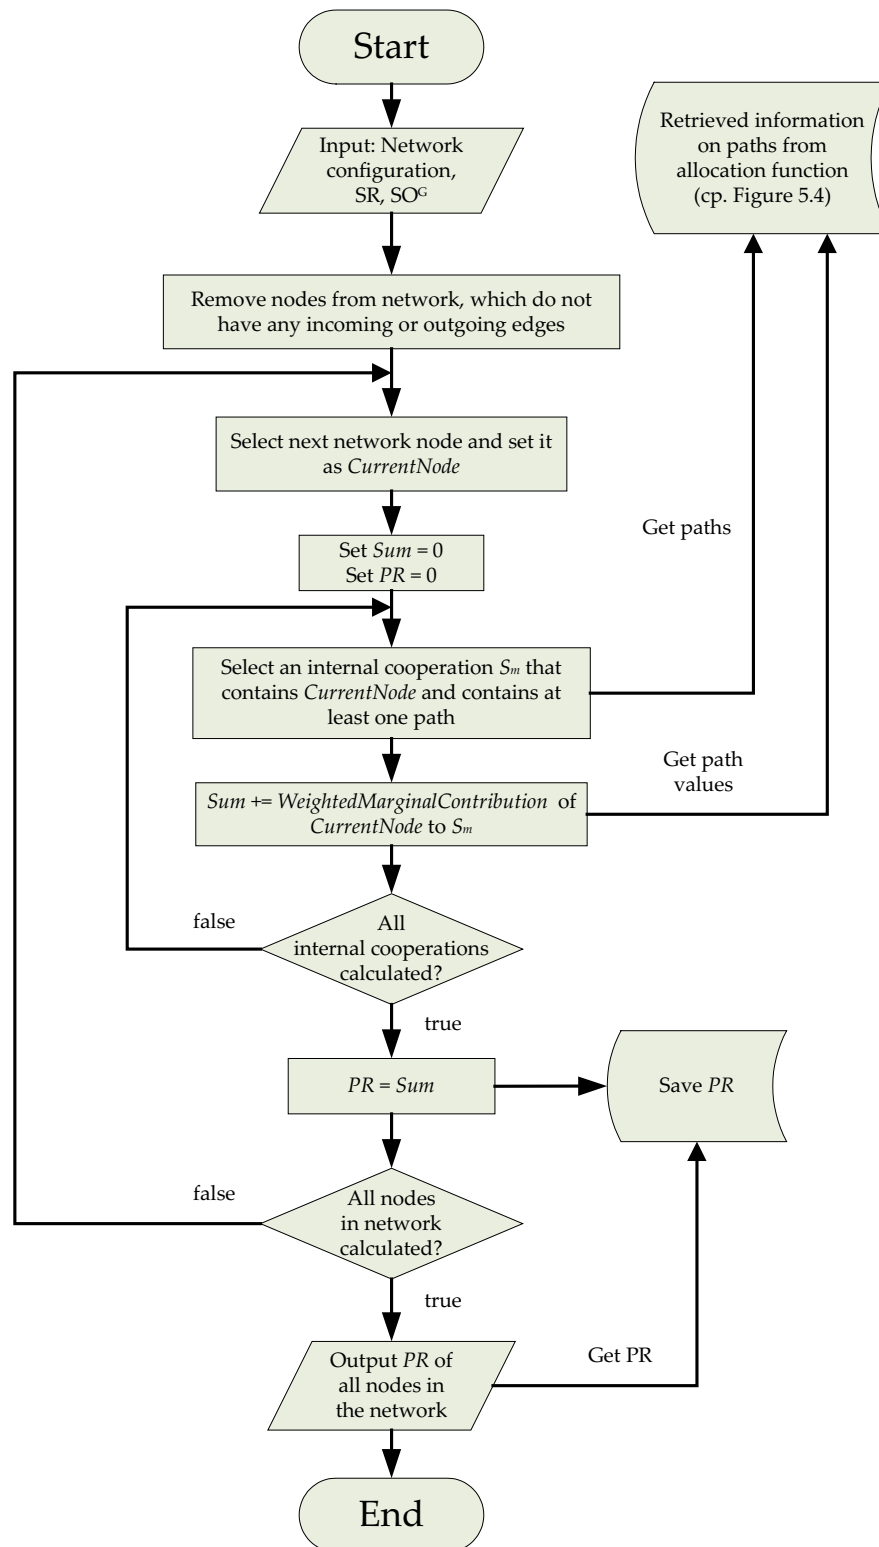 Start
Input: Network
configuration,
SR, SOᴳ
Retrieved information
on paths from
allocation function
(cp. Figure 5.4)
Remove nodes from network, which do not
have any incoming or outgoing edges
Select next network node and set it
as CurrentNode
Get paths
Set Sum = 0
Set PR = 0
Select an internal cooperation Sₘ that
contains CurrentNode and contains at
least one path
Get path
values
Sum += WeightedMarginalContribution of
CurrentNode to Sₘ
false
All
internal cooperations
calculated?
true
PR = Sum
Save PR
false
All nodes
in network
calculated?
true
Output PR of
all nodes in
the network
Get PR
End